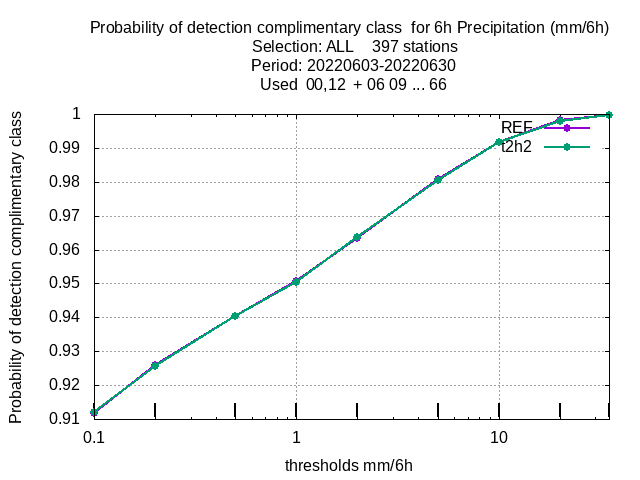 Probability of detection complimentary class  for 6h Precipitation (mm/6h)
Selection: ALL    397 stations
Period: 20220603-20220630
Used  00,12  + 06 09 ... 66
Probability of detection complimentary class
1
0.99
0.98
0.97
0.96
0.95
0.94
0.93
0.92
0.91
REF
t2h2
0.1
1
10
thresholds mm/6h